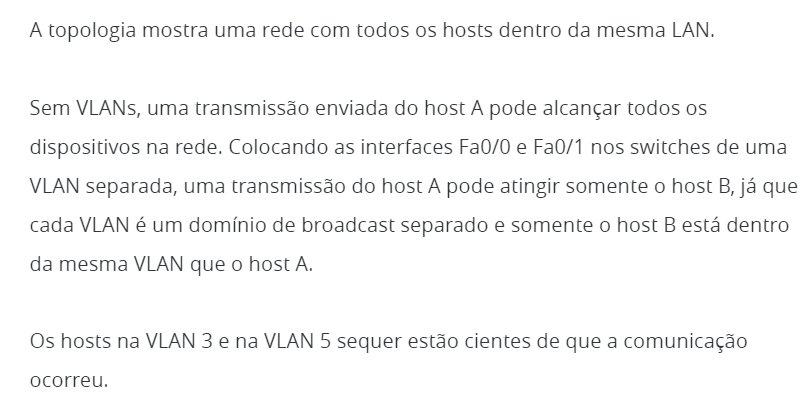 A topologia mostra uma rede com todos os hosts dentro da mesma LAN.
Sem VLANs, uma transmissão enviada do host A pode alcançar todos os
dispositivos na rede. Colocando as interfaces Fa0/0 e Fa0/1 nos switches de uma
VLAN separada, uma transmissão do host A pode atingir somente o host B, já que
cada VLAN é um domínio de broadcast separado e somente o host B está dentro
da mesma VLAN que o host A.
Os hosts na VLAN 3 e na VLAN 5 sequer estão cientes de que a comunicação
ocorreu.